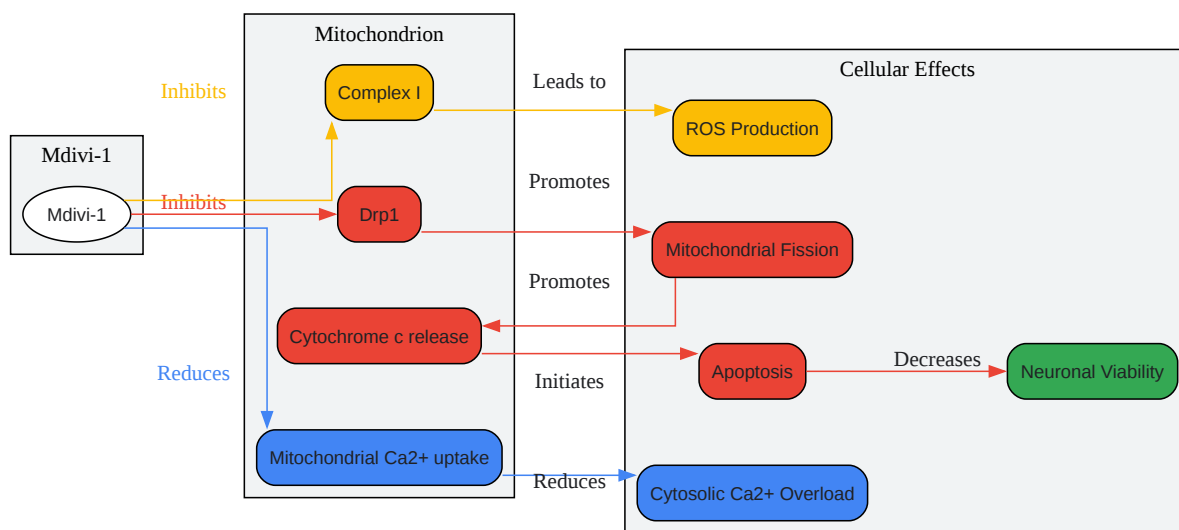 Mitochondrion
Cellular Effects
Inhibits
Complex I
Leads to
ROS Production
Mdivi-1
Mdivi-1
Inhibits
Drp1
Promotes
Mitochondrial Fission
Promotes
Cytochrome c release
Reduces
Initiates
Apoptosis
Decreases
Neuronal Viability
Mitochondrial Ca2+ uptake
Reduces
Cytosolic Ca2+ Overload